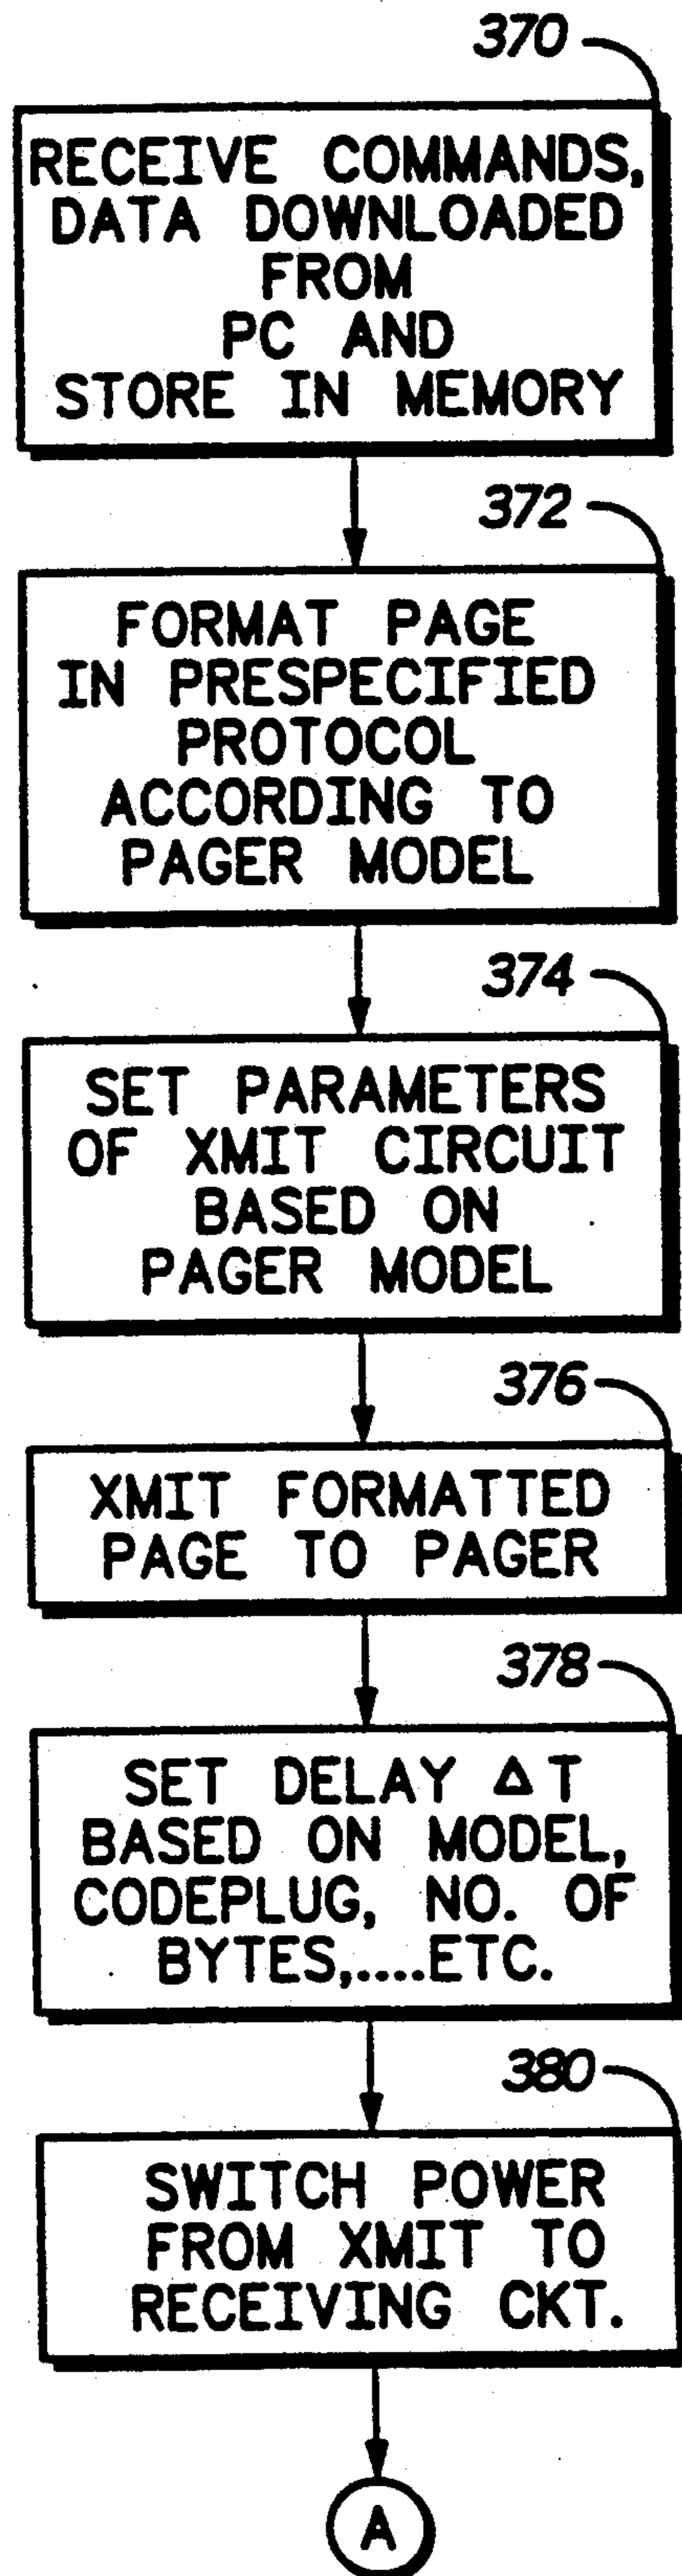 370
RECEIVE COMMANDS,
DATA DOWNLOADED
FROM
PC AND
STORE IN MEMORY
372
FORMAT PAGE
IN PRESPECIFIED
PROTOCOL
ACCORDING TO
PAGER MODEL
374
SET PARAMETERS
OF XMIT CIRCUIT
BASED ON
PAGER MODEL
376
XMIT FORMATTED
PAGE TO PAGER
378
SET DELAY Δ T
BASED ON MODEL,
CODEPLUG, NO. OF
BYTES,....ETC.
380
SWITCH POWER
FROM XMIT TO
RECEIVING CKT.
A